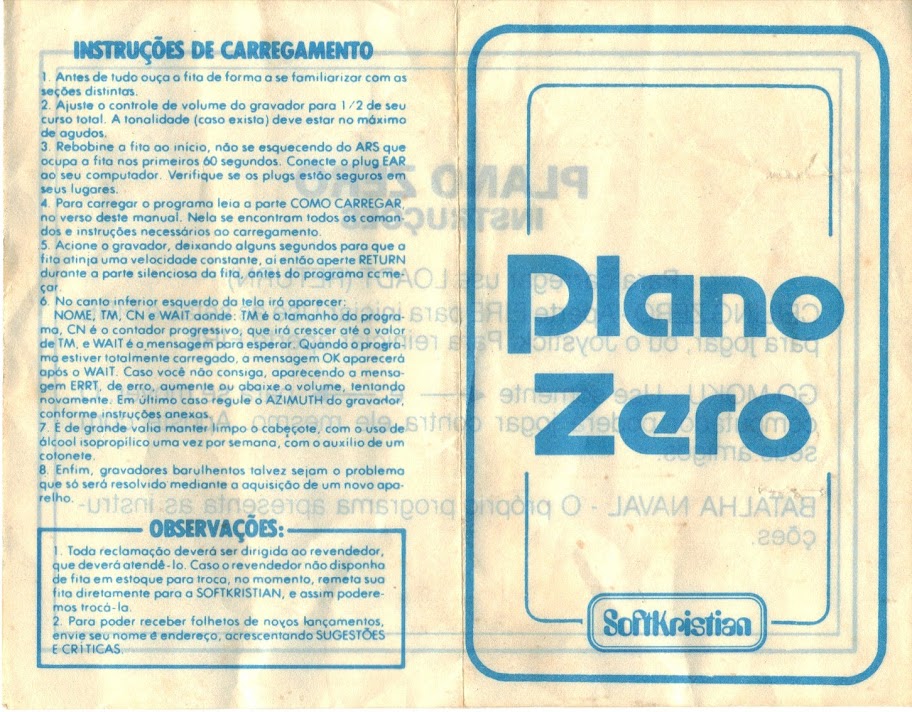 INSTRUÇÕES DE CARREGAMENTO
1. Antes de tudo ouça a fita de forma a se familiarizar com as
seções distintas.
2. Ajuste o controle de volume do gravador para 1/2 de seu
curso total. A tonalidade (caso exista) deve estar no máximo
de agudos.
3. Rebobine a fita ao início, não se esquecendo do ARS que
ocupa a fita nos primeiros 60 segundos. Conecte o plug EAR
ao seu computador. Verifique se os plugs estão seguros em
seus lugares.
4. Para carregar o programa leia a parte COMO CARREGAR,
no verso deste manual. Nela se encontram todos os coman-
dos e instruções necessários ao carregamento.
5. Acione o gravador, deixando alguns segundos para que a
fita atinja uma velocidade constante, aí então aperte RETURN
durante a parte silenciosa da fita, antes do programa come-
çar.
6. No canto inferior esquerdo da tela irá aparecer:
NOME, TM, CN e WAIT aonde: TM é o tamanho do progra-
ma, CN é o contador progressivo, que irá crescer até o valor
de TM, e WAIT é a mensagem para esperar. Quando o progra-
ma estiver totalmente carregado, a mensagem OK aparecerá
após o WAIT. Caso você não consiga, aparecendo a mensa-
gem ERRT, de erro, aumente ou abaixe o volume, tentando
novamente. Em último caso regule o AZIMUTH do gravador,
conforme instruções anexas.
7. É de grande valia manter limpo o cabeçote, com o uso de
álcool isopropílico uma vez por semana, com o auxílio de um
cotonete.
8. Enfim, gravadores barulhentos talvez sejam o problema
que só será resolvido mediante a aquisição de um novo apa-
relho.
OBSERVAÇÕES:
1. Toda reclamação deverá ser dirigida ao revendedor,
que deverá atendê-lo. Caso o revendedor não disponha
de fita em estoque para troca, no momento, remeta sua
fita diretamente para a SOFTKRISTIAN, e assim podere-
mos trocá-la.
2. Para poder receber folhetos de novos lançamentos,
envie seu nome e endereço, acrescentando SUGESTÕES
E CRÍTICAS.
Plano
Zero
SoftKristian